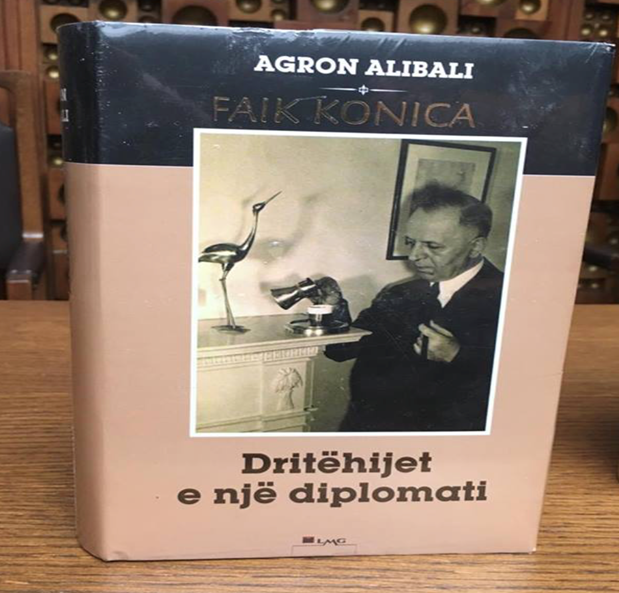 AGRON ALIBALI
FAIK KONICA
Dritëhijet
e një diplomati
LMG